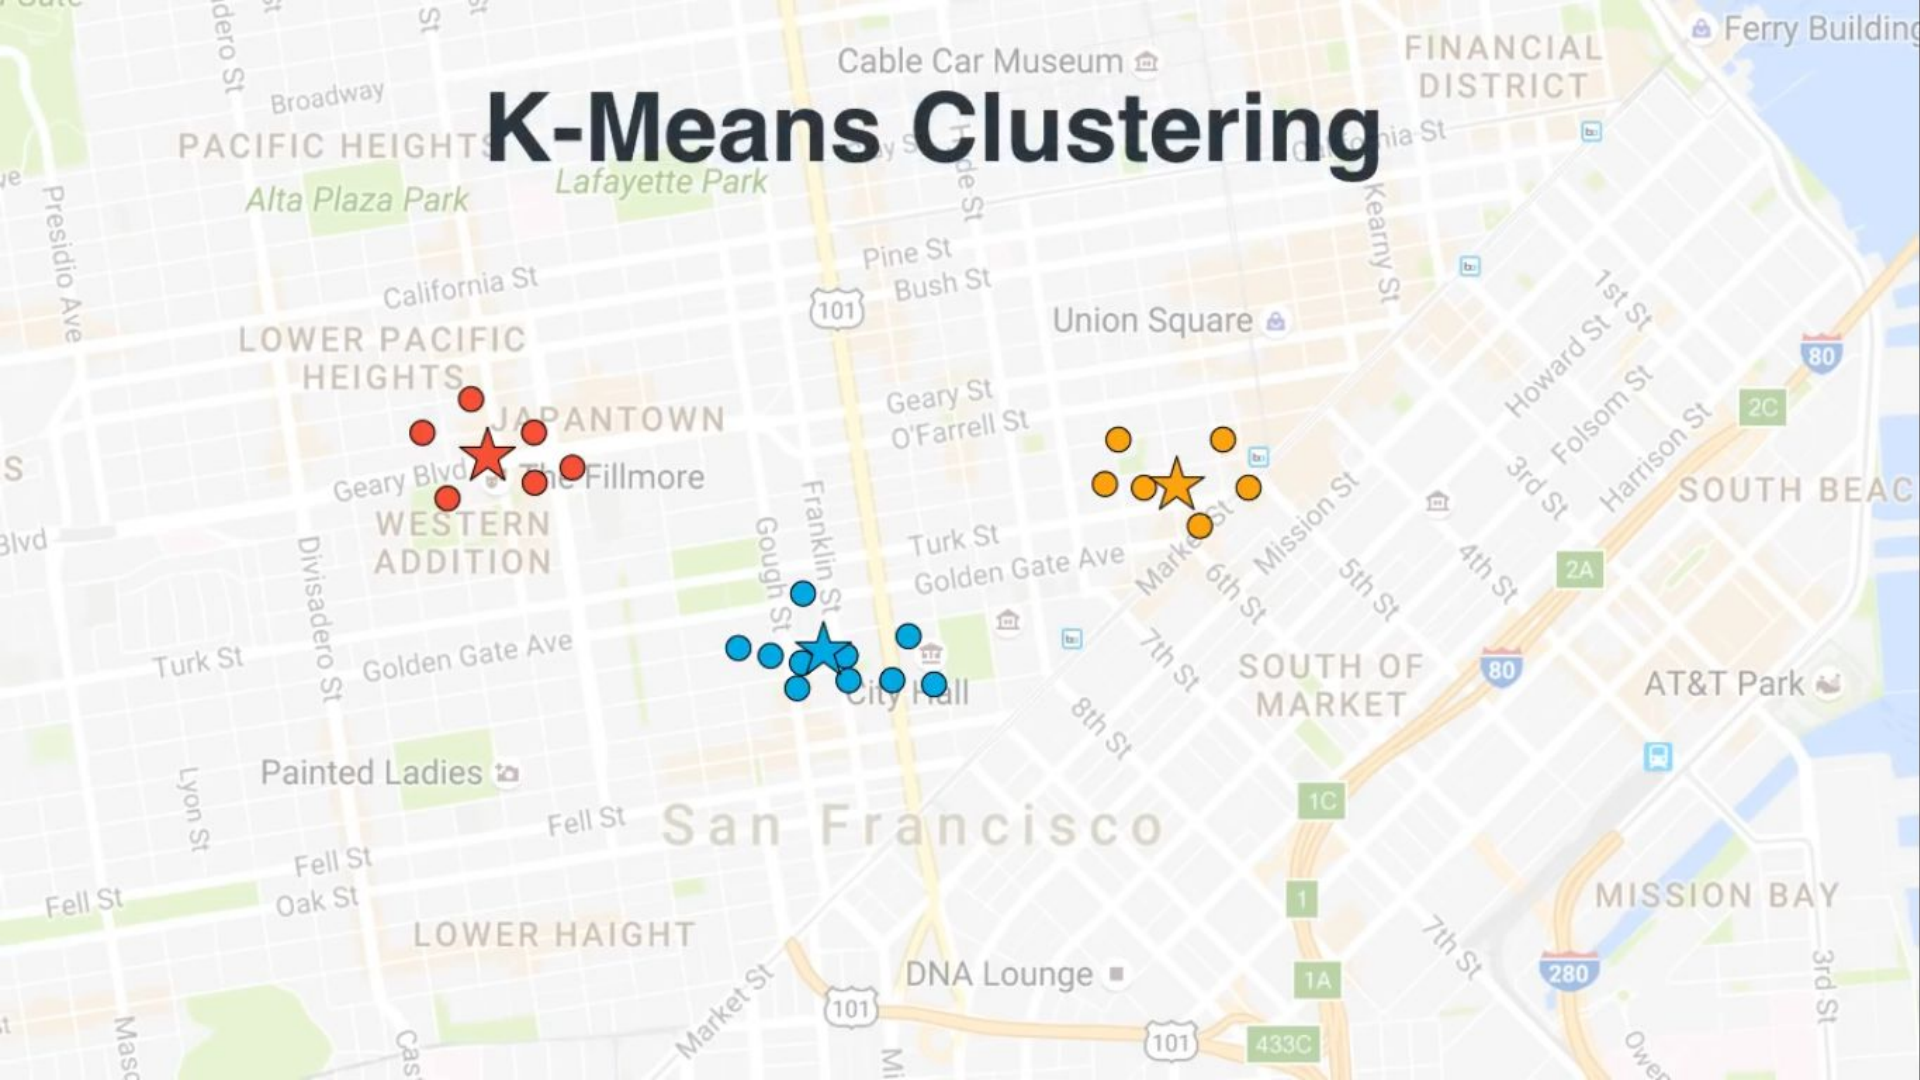 Ferry Building
Cable Car Museum
FINANCIAL
DISTRICT
St
St
Broadway
K-Means Clustering
PACIFIC HEIGHTS
Alta Plaza Park
Lafayette Park
Presidio Ave
Kearny St
Pine St
Bush St
California St
101
Union Square
1st St
Howard St
80
LOWER PACIFIC
HEIGHTS
JAPANTOWN
Geary St
O'Farrell St
Folsom St
Harrison St
2C
Geary Blvd
The Fillmore
3rd St
SOUTH BEAC
S
WESTERN
ADDITION
Blvd
Divisadero St
Gough St
Franklin St
Turk St
Golden Gate Ave
Market St
Mission St
6th St
5th St
4th St
2A
Turk St
Golden Gate Ave
City Hall
7th St
8th St
SOUTH OF
MARKET
80
AT&T Park
Painted Ladies
Lyon St
San Francisco
1C
Fell St
Fell St
Fell St
Oak St
1
MISSION BAY
LOWER HAIGHT
DNA Lounge
7th St
3rd St
280
1A
Market St
101
101
433C